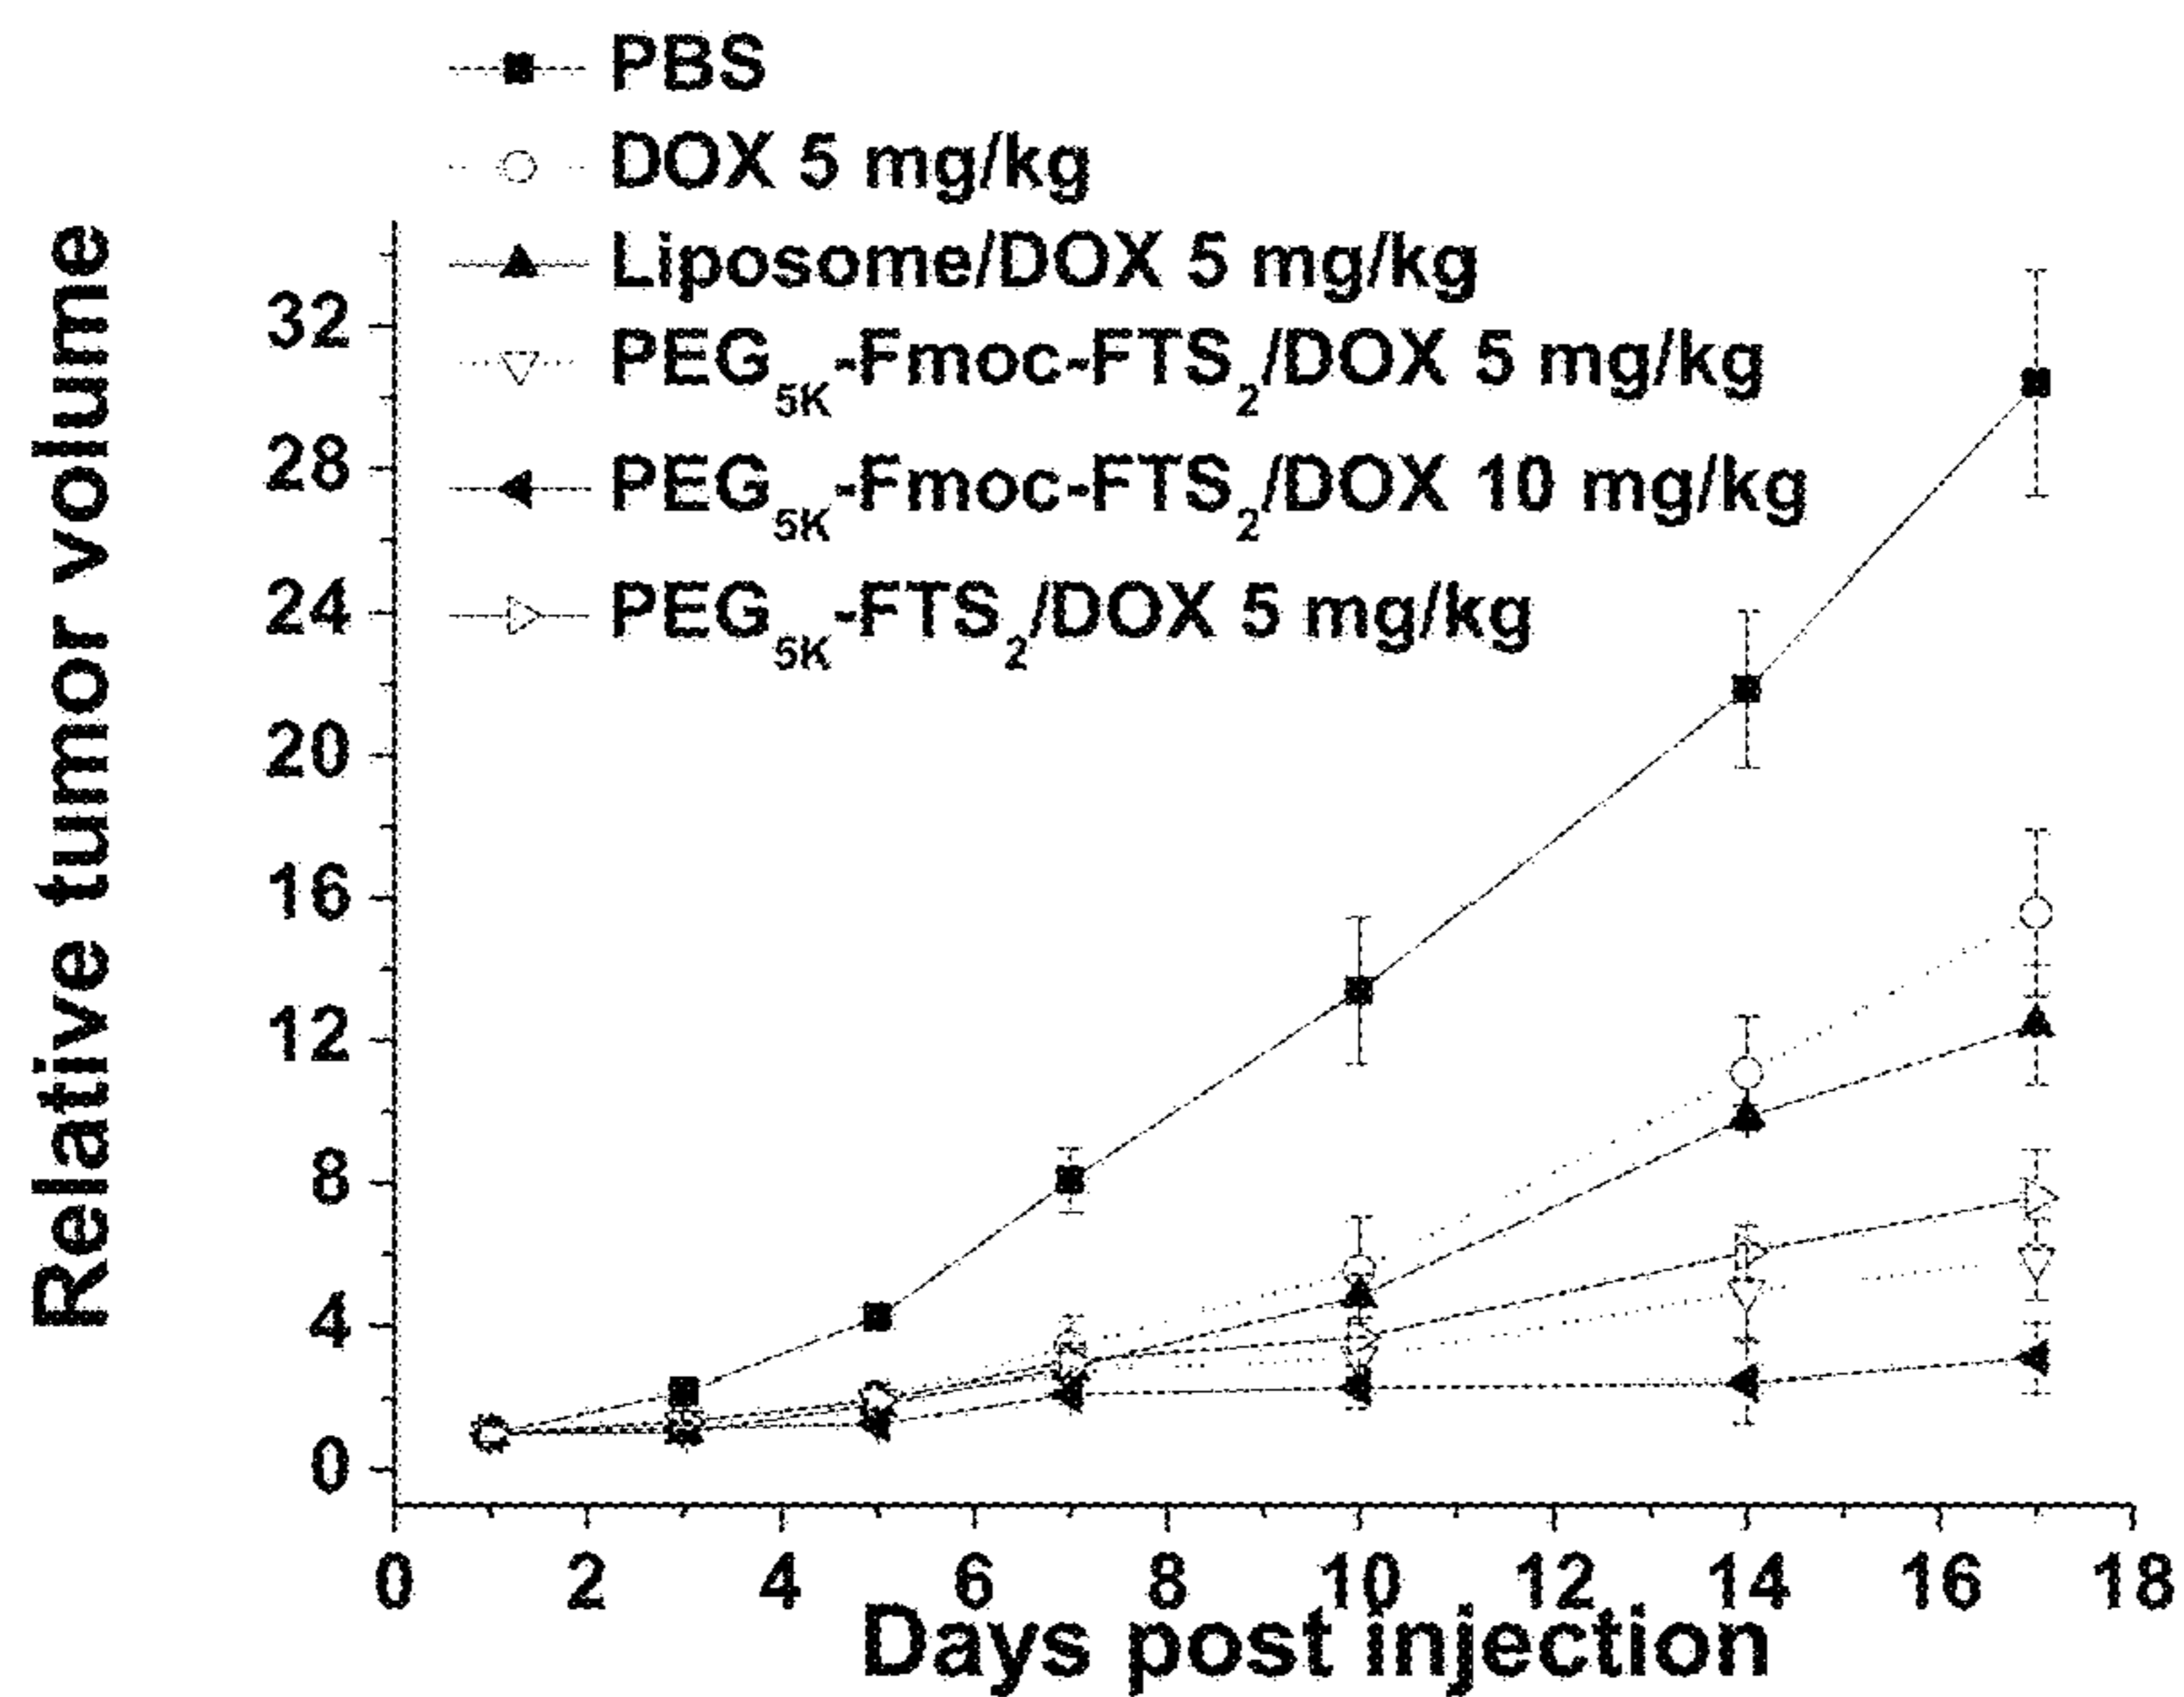 PBS
DOX 5 mg/kg
Liposome/DOX 5 mg/kg
PEG5K-Fmoc-FTS2/DOX 5 mg/kg
PEG5K-Fmoc-FTS2/DOX 10 mg/kg
PEG5K-FTS2/DOX 5 mg/kg
Relative tumor volume
32
28
24
20
16
12
8
4
0
0 2 4 6 8 10 12 14 16 18
Days post injection